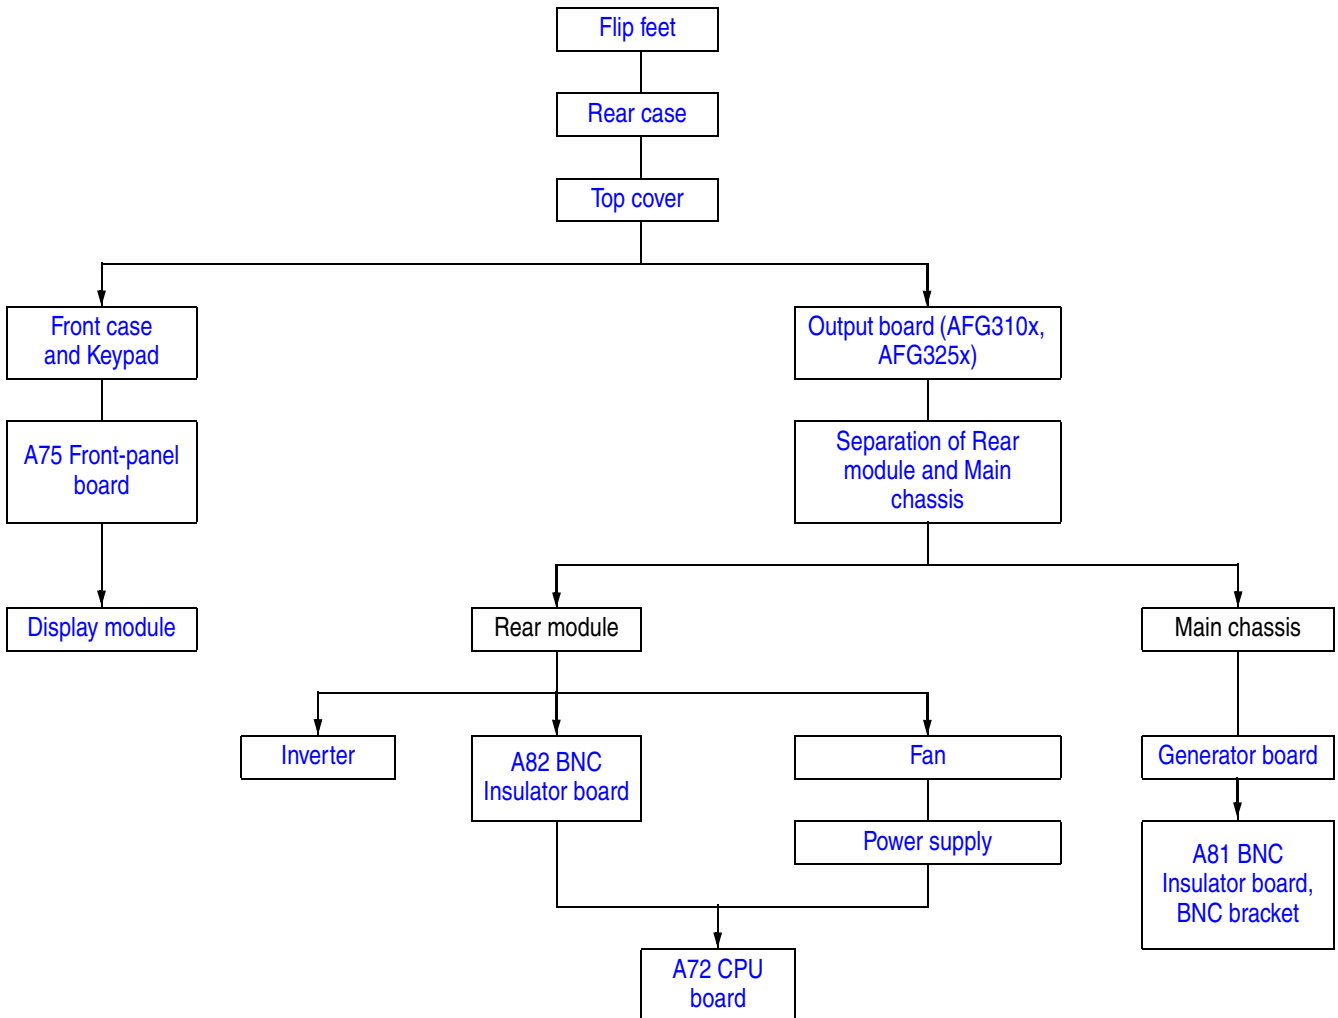 Flip feet
Rear case
Top cover
Front case
and Keypad
Output board (AFG310x,
AFG325x)
A75 Front-panel
board
Separation of Rear
module and Main
chassis
Display module
Rear module
Main chassis
Inverter
A82 BNC
Insulator board
Fan
Generator board
Power supply
A81 BNC
Insulator board,
BNC bracket
A72 CPU
board